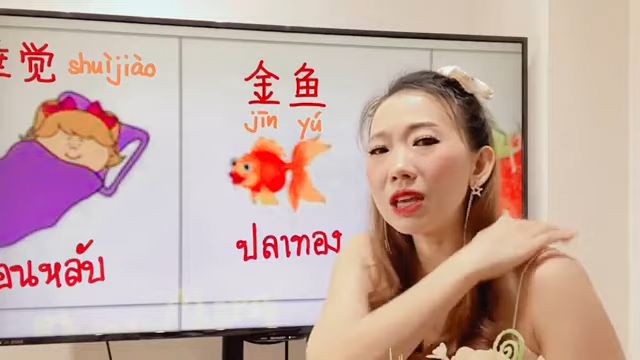 觉 shuìjiào
金鱼
jīn yú
ปลาทอง
อนหลับ